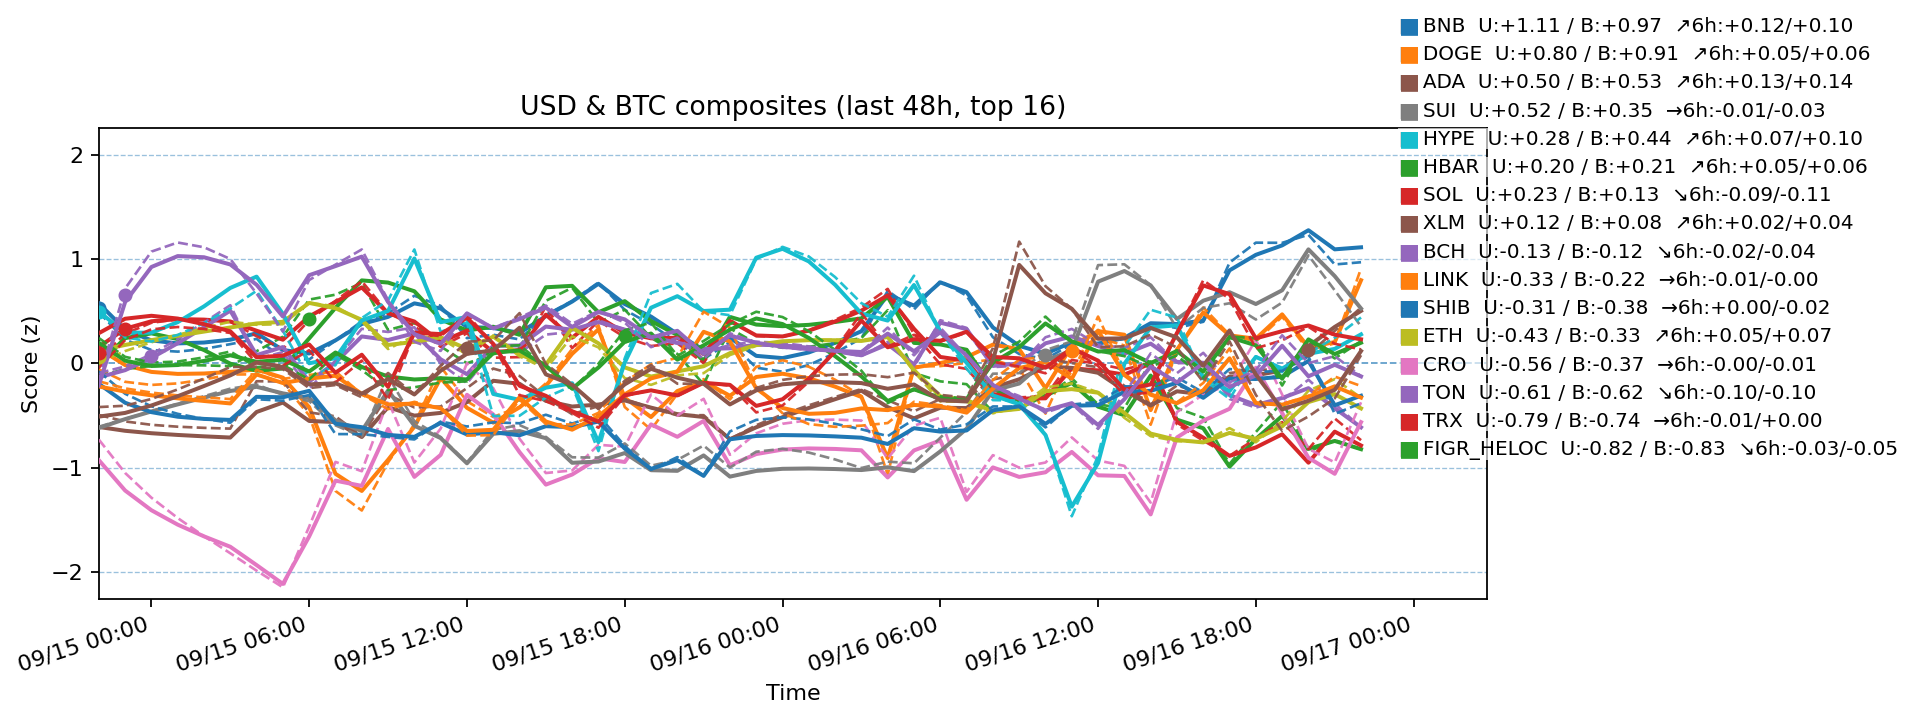 BNB  U:+1.11 / B:+0.97  ↗6h:+0.12/+0.10
DOGE  U:+0.80 / B:+0.91  ↗6h:+0.05/+0.06
ADA  U:+0.50 / B:+0.53  ↗6h:+0.13/+0.14
SUI  U:+0.52 / B:+0.35  →6h:-0.01/-0.03
HYPE  U:+0.28 / B:+0.44  ↗6h:+0.07/+0.10
HBAR  U:+0.20 / B:+0.21  ↗6h:+0.05/+0.06
SOL  U:+0.23 / B:+0.13  ↘6h:-0.09/-0.11
XLM  U:+0.12 / B:+0.08  ↗6h:+0.02/+0.04
BCH  U:-0.13 / B:-0.12  ↘6h:-0.02/-0.04
LINK  U:-0.33 / B:-0.22  →6h:-0.01/-0.00
SHIB  U:-0.31 / B:-0.38  →6h:+0.00/-0.02
ETH  U:-0.43 / B:-0.33  ↗6h:+0.05/+0.07
CRO  U:-0.56 / B:-0.37  →6h:-0.00/-0.01
TON  U:-0.61 / B:-0.62  ↘6h:-0.10/-0.10
TRX  U:-0.79 / B:-0.74  →6h:-0.01/+0.00
FIGR_HELOC  U:-0.82 / B:-0.83  ↘6h:-0.03/-0.05
USD & BTC composites (last 48h, top 16)
Score (z)
2
1
0
−1
−2
09/15 00:00
09/15 06:00
09/15 12:00
09/15 18:00
09/16 00:00
09/16 06:00
09/16 12:00
09/16 18:00
09/17 00:00
Time